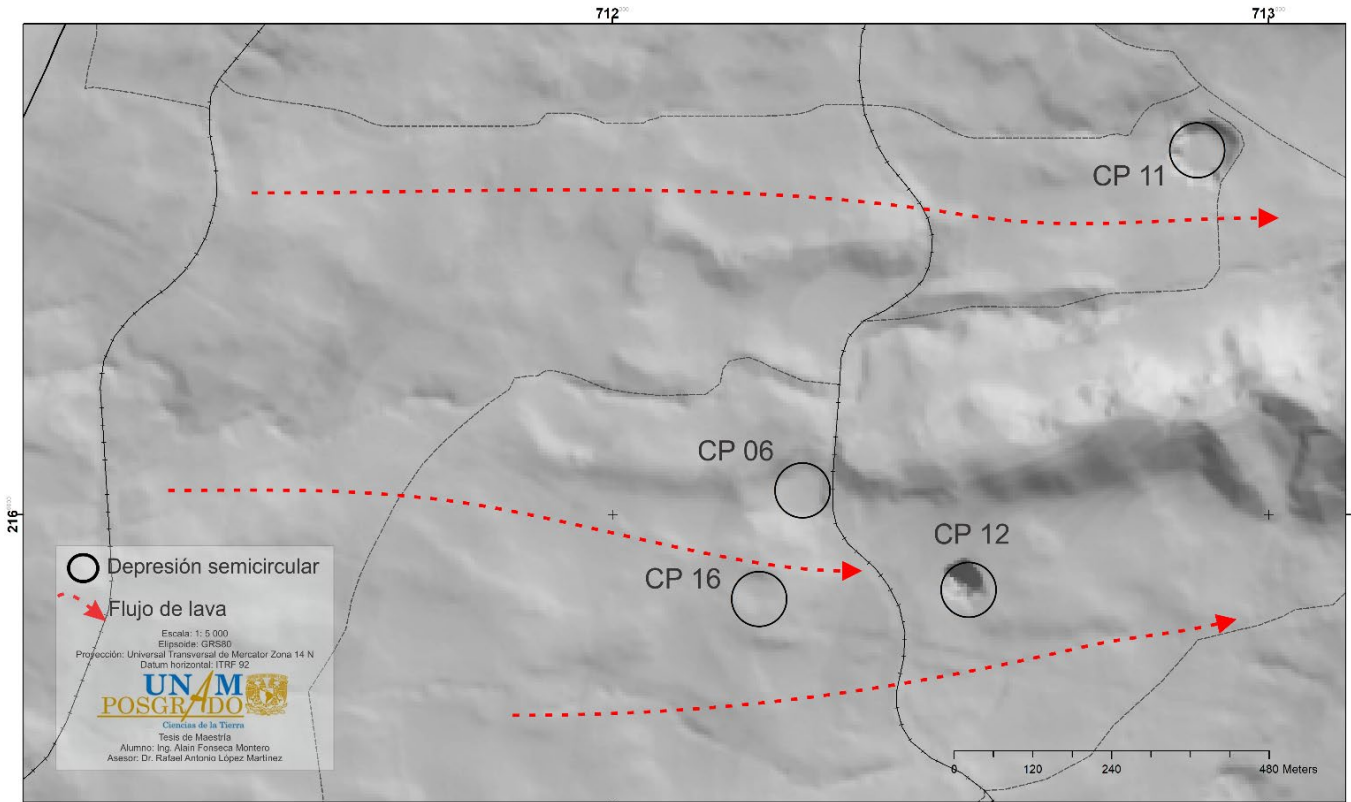 712
713
CP 11
CP 06
216
CP 12
CP 16
Depresión semicircular
Flujo de lava
Escala: 1: 5 000
Elipsoide: GRS80
Proyección: Universal Transversal de Mercator Zona 14 N
Datum horizontal: ITRF 92
UNAM
POSGRADO
Ciencias de la Tierra
Tesis de Maestría
Alumno: Ing. Alain Fonseca Montero
Asesor: Dr. Rafael Antonio López Martínez
0 120 240 480 Meters